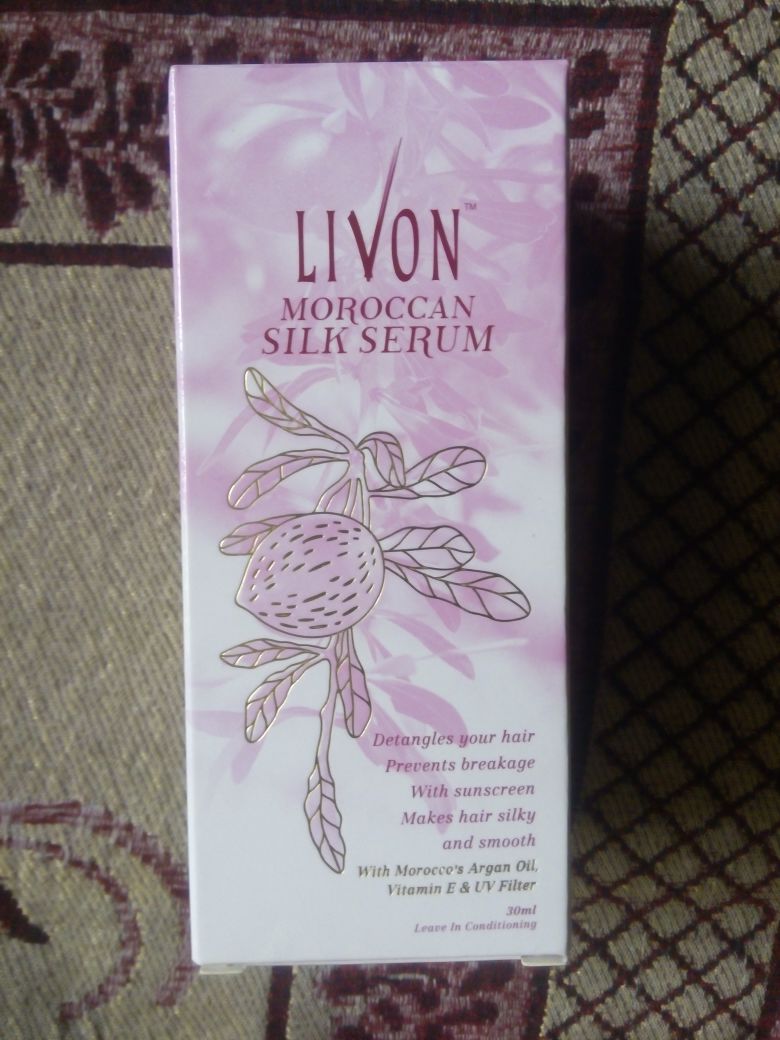 LIVON™
MOROCCAN
SILK SERUM
Detangles your hair
Prevents breakage
With sunscreen
Makes hair silky
and smooth
With Morocco's Argan Oil,
Vitamin E & UV Filter
30ml
Leave In Conditioning